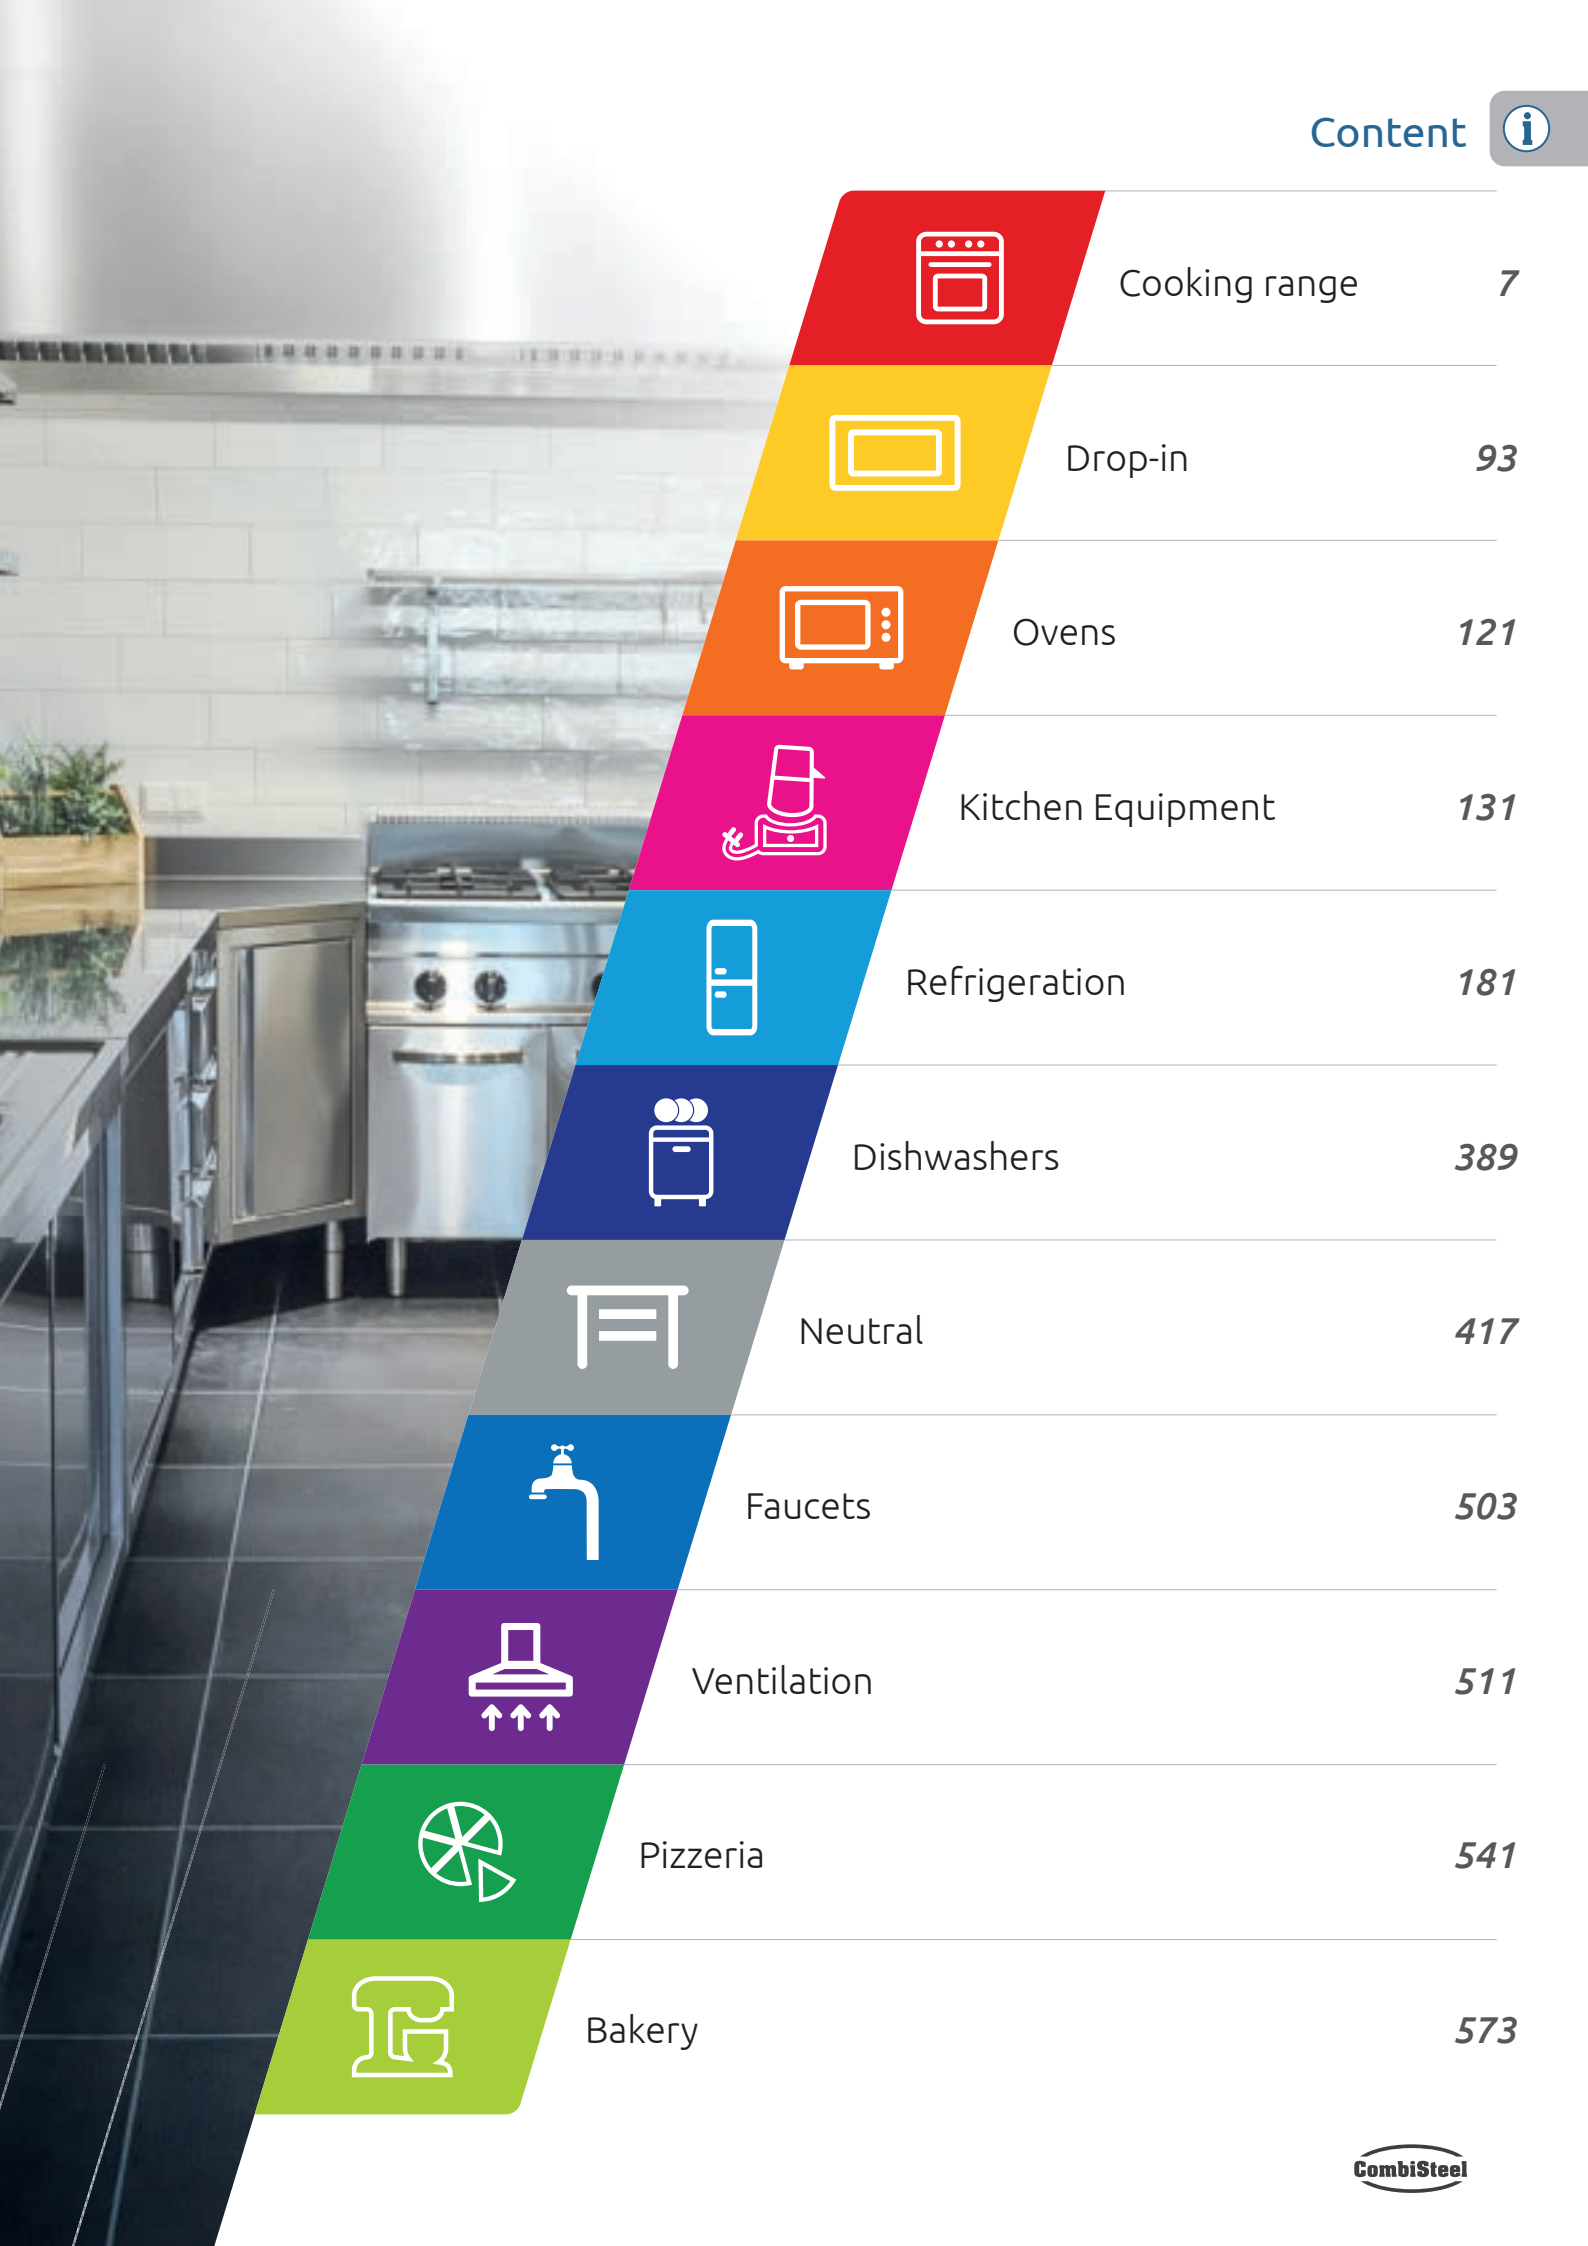 Content
Cooking range 7
Drop-in 93
Ovens 121
Kitchen Equipment 131
Refrigeration 181
Dishwashers 389
Neutral 417
Faucets 503
Ventilation 511
Pizzeria 541
Bakery 573
CombiSteel